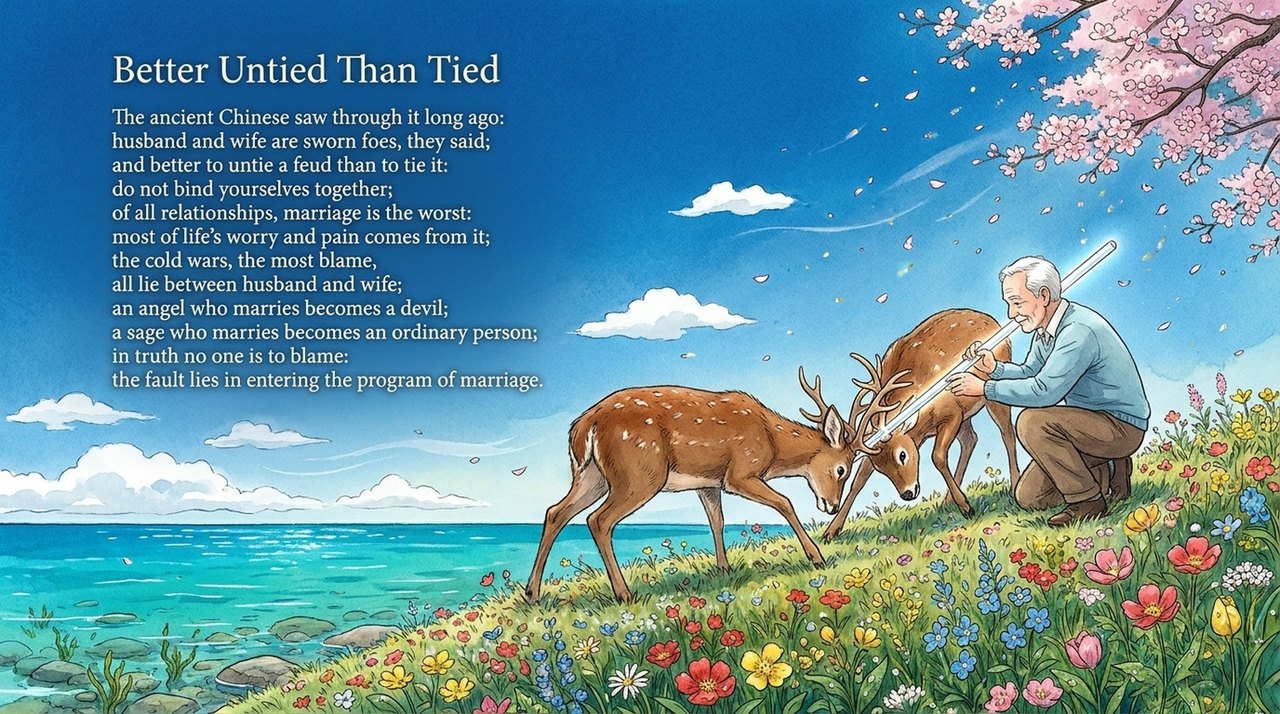 Better Untied Than Tied
The ancient Chinese saw through it long ago:
husband and wife are sworn foes, they said;
and better to untie a feud than to tie it:
do not bind yourselves together;
of all relationships, marriage is the worst:
most of life’s worry and pain comes from it;
the cold wars, the most blame,
all lie between husband and wife;
an angel who marries becomes a devil;
a sage who marries becomes an ordinary person;
in truth no one is to blame:
the fault lies in entering the program of marriage.